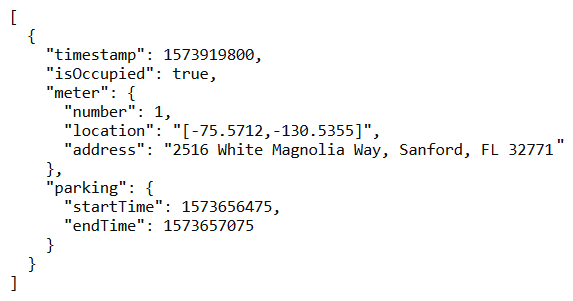 [
  {
    "timestamp": 1573919800,
    "isOccupied": true,
    "meter": {
      "number": 1,
      "location": "[-75.5712,-130.5355]",
      "address": "2516 White Magnolia Way, Sanford, FL 32771"
    },
    "parking": {
      "startTime": 1573656475,
      "endTime": 1573657075
    }
  }
]